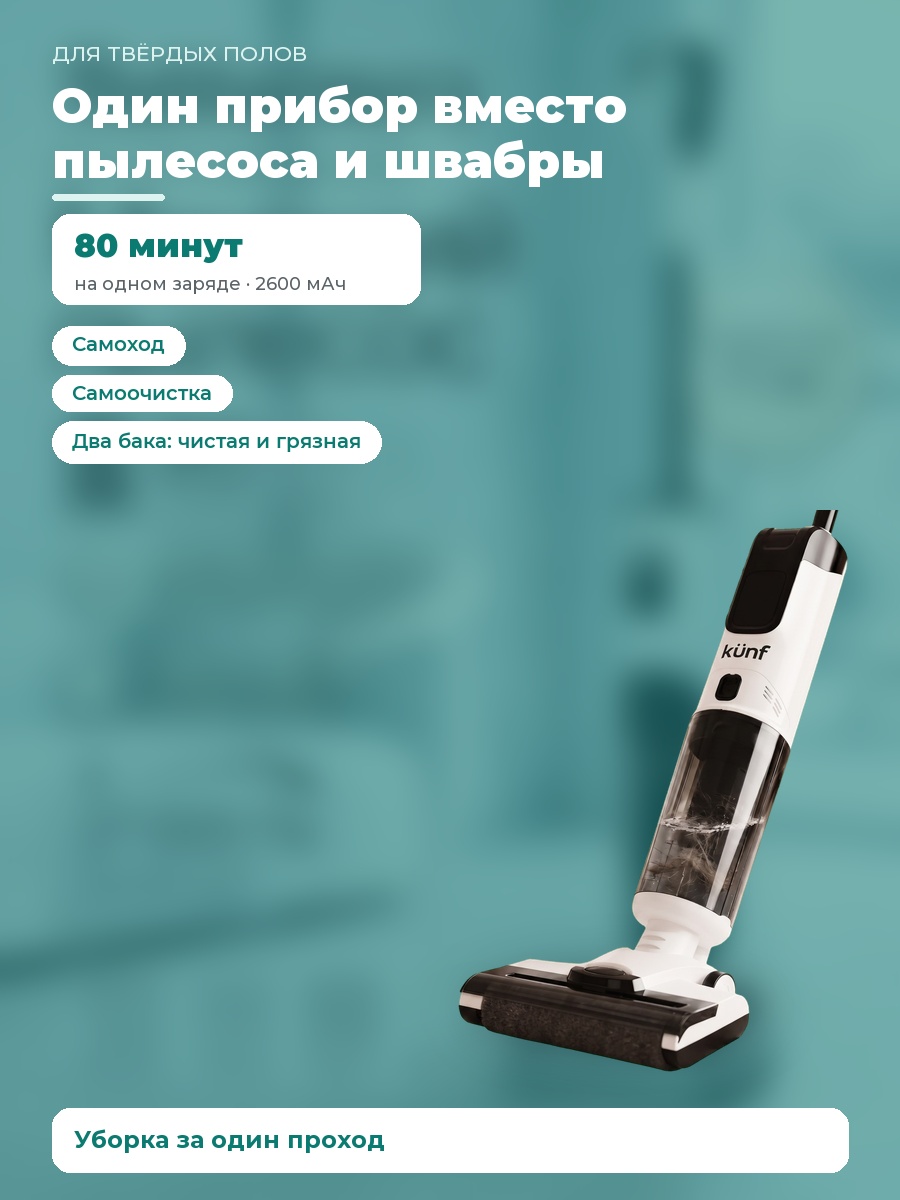 ДЛЯ ТВЁРДЫХ ПОЛОВ
Один прибор вместо
пылесоса и швабры
80 минут
на одном заряде · 2600 мАч
Самоход
Самоочистка
Два бака: чистая и грязная
künf
Уборка за один проход